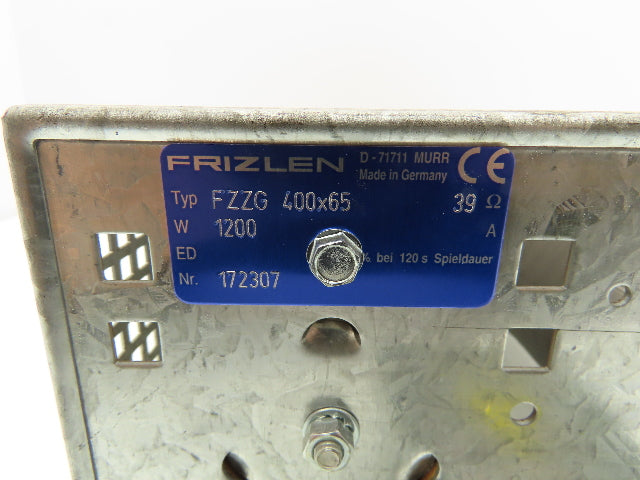 FRIZLEN D-71711 MURR CE
Made in Germany
Typ FZZG 400x65 39 Ω
W 1200 A
ED % bei 120 s Spieldauer
Nr. 172307